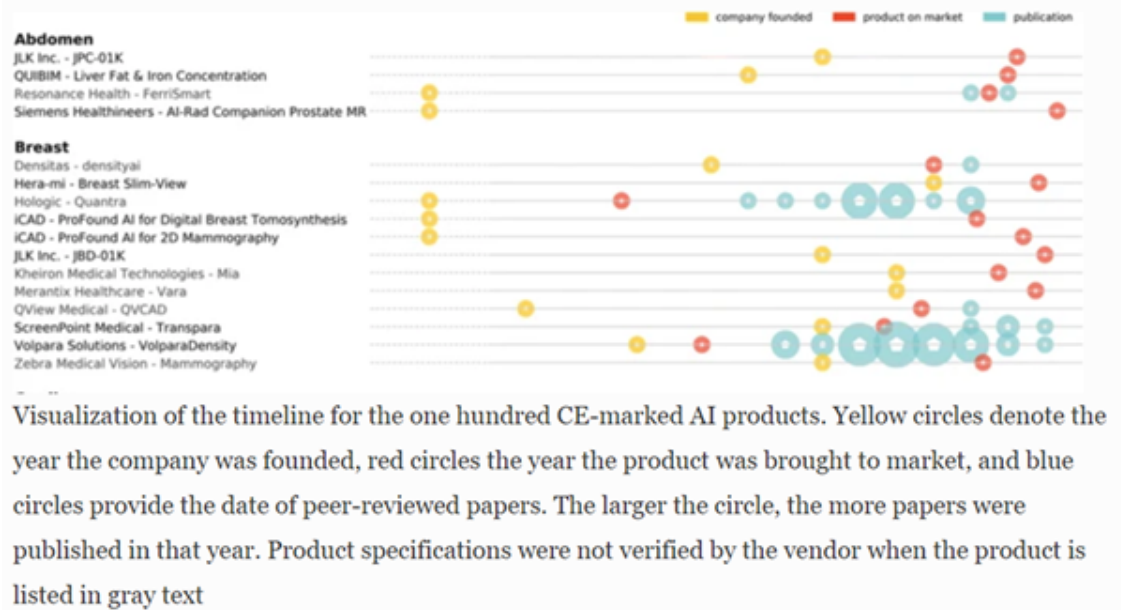 company founded product on market publication
Abdomen
JLK Inc. - JPC-01K
QUIBIM - Liver Fat & Iron Concentration
Resonance Health - FerriSmart
Siemens Healthineers - AI-Rad Companion Prostate MR
Breast
Densitas - densityai
Hera-mi - Breast Slim-View
Hologic - Quantra
iCAD - ProFound AI for Digital Breast Tomosynthesis
iCAD - ProFound AI for 2D Mammography
JLK Inc. - JBD-01K
Kheiron Medical Technologies - Mia
Merantix Healthcare - Vara
QView Medical - QVCAD
ScreenPoint Medical - Transpara
Volpara Solutions - VolparaDensity
Zebra Medical Vision - Mammography
Visualization of the timeline for the one hundred CE-marked AI products. Yellow circles denote the
year the company was founded, red circles the year the product was brought to market, and blue
circles provide the date of peer-reviewed papers. The larger the circle, the more papers were
published in that year. Product specifications were not verified by the vendor when the product is
listed in gray text